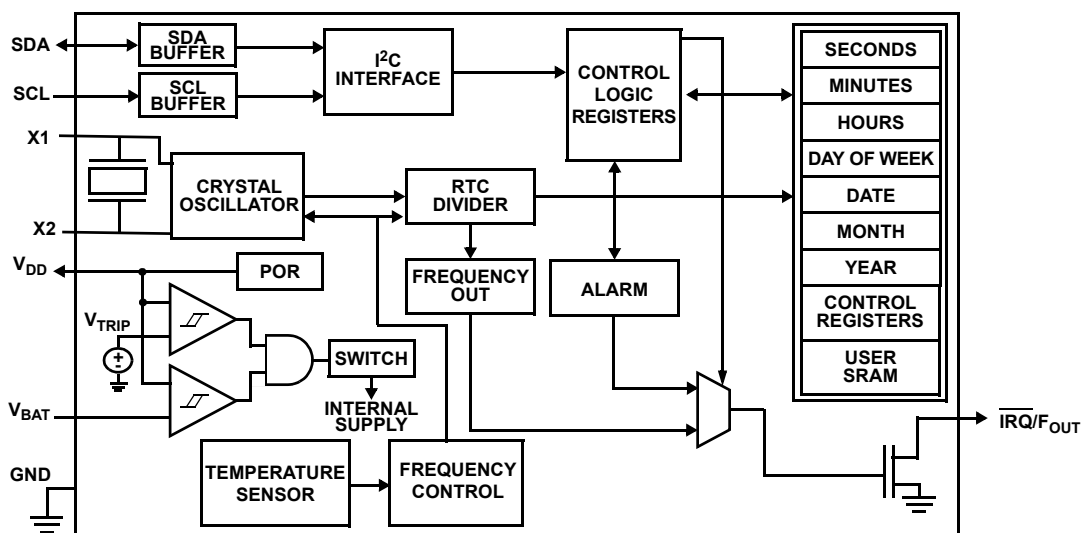 SDA
SDA
BUFFER
SCL
SCL
BUFFER
I²C
INTERFACE
CONTROL
LOGIC
REGISTERS
SECONDS
MINUTES
HOURS
DAY OF WEEK
DATE
MONTH
YEAR
CONTROL
REGISTERS
USER
SRAM
X1
X2
CRYSTAL
OSCILLATOR
RTC
DIVIDER
FREQUENCY
OUT
ALARM
V_DD
POR
V_TRIP
+
-
SWITCH
INTERNAL
SUPPLY
V_BAT
GND
TEMPERATURE
SENSOR
FREQUENCY
CONTROL
I̅R̅Q̅/F_OUT